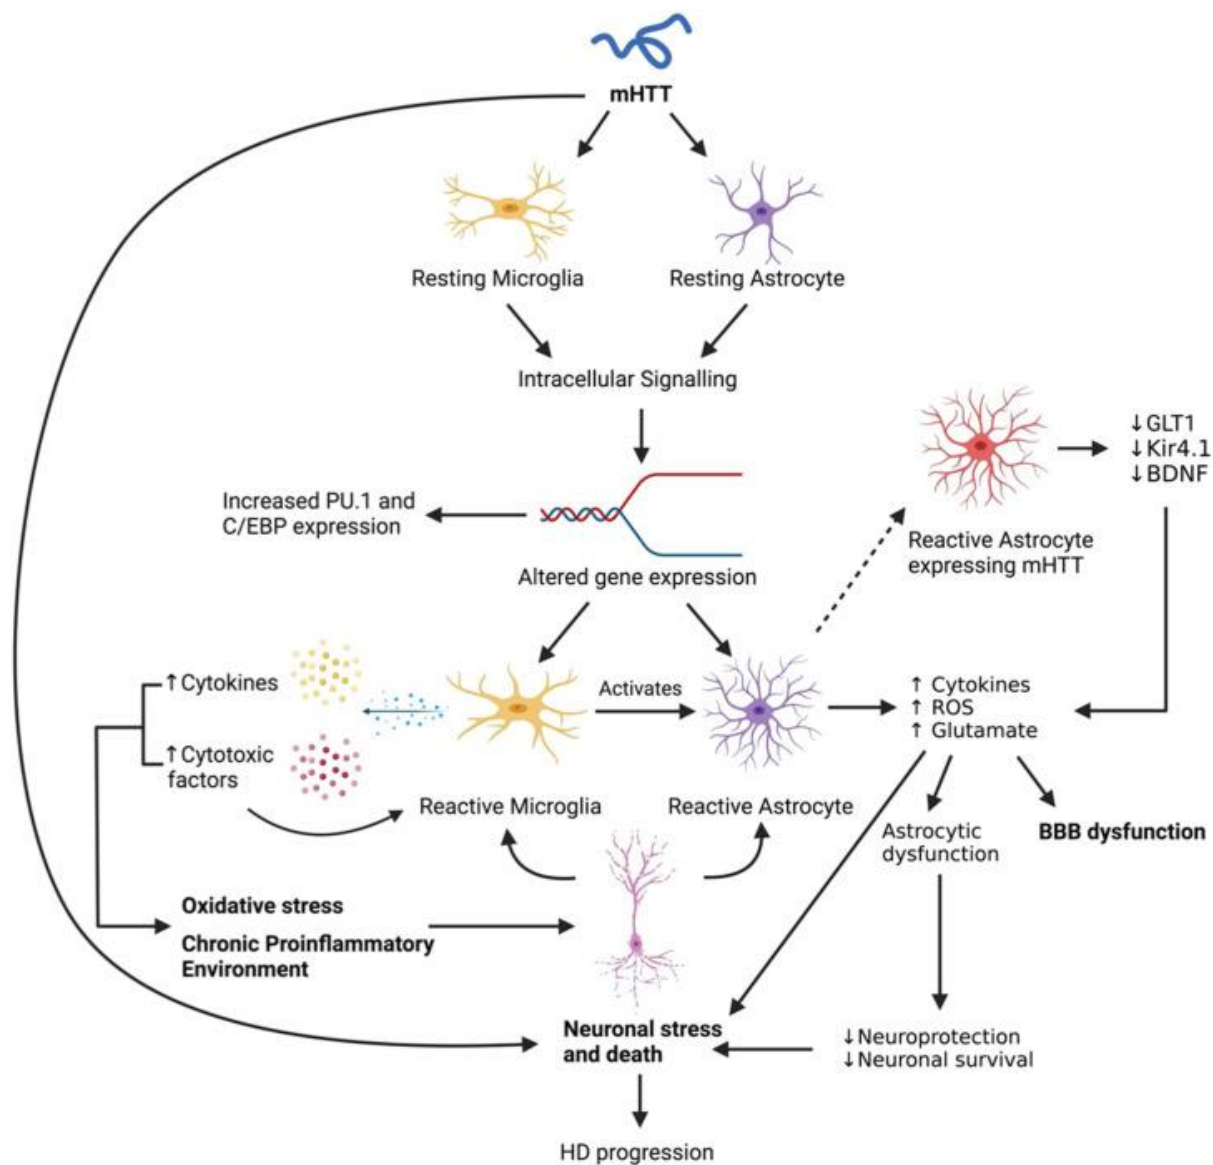 mHTT
Resting Microglia
Resting Astrocyte
Intracellular Signalling
Increased PU.1 and
C/EBP expression
Altered gene expression
Reactive Astrocyte
expressing mHTT
↓GLT1
↓Kir4.1
↓BDNF
↑Cytokines
↑Cytotoxic
factors
Activates
↑ Cytokines
↑ ROS
↑ Glutamate
Reactive Microglia
Reactive Astrocyte
Astrocytic
dysfunction
BBB dysfunction
Oxidative stress
Chronic Proinflammatory
Environment
Neuronal stress
and death
↓Neuroprotection
↓Neuronal survival
HD progression